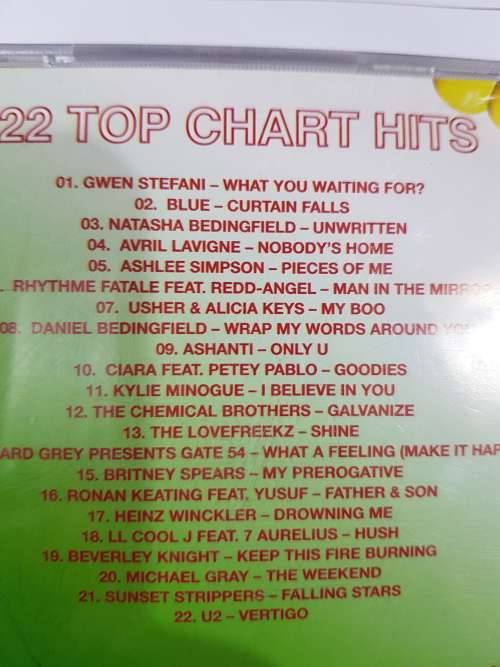 22 TOP CHART HITS
01. GWEN STEFANI – WHAT YOU WAITING FOR?
02. BLUE – CURTAIN FALLS
03. NATASHA BEDINGFIELD – UNWRITTEN
04. AVRIL LAVIGNE – NOBODY'S HOME
05. ASHLEE SIMPSON – PIECES OF ME
. RHYTHME FATALE FEAT. REDD-ANGEL – MAN IN THE MIRROR
07. USHER & ALICIA KEYS – MY BOO
08. DANIEL BEDINGFIELD – WRAP MY WORDS AROUND YOU
09. ASHANTI – ONLY U
10. CIARA FEAT. PETEY PABLO – GOODIES
11. KYLIE MINOGUE – I BELIEVE IN YOU
12. THE CHEMICAL BROTHERS – GALVANIZE
13. THE LOVEFREEKZ – SHINE
ARD GREY PRESENTS GATE 54 – WHAT A FEELING (MAKE IT HAP
15. BRITNEY SPEARS – MY PREROGATIVE
16. RONAN KEATING FEAT. YUSUF – FATHER & SON
17. HEINZ WINCKLER – DROWNING ME
18. LL COOL J FEAT. 7 AURELIUS – HUSH
19. BEVERLEY KNIGHT – KEEP THIS FIRE BURNING
20. MICHAEL GRAY – THE WEEKEND
21. SUNSET STRIPPERS – FALLING STARS
22. U2 – VERTIGO